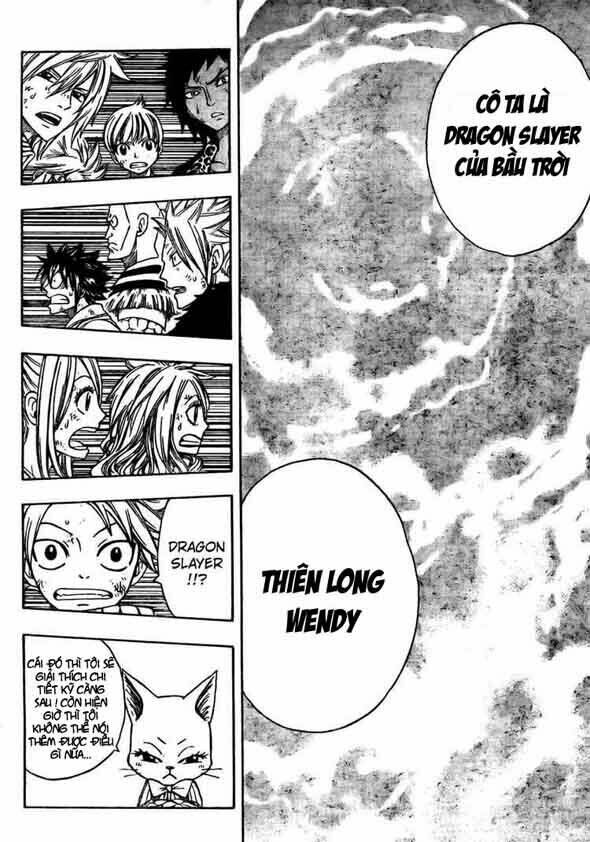 CÔ TA LÀ
DRAGON SLAYER
CỦA BẦU TRỜI
THIÊN LONG
WENDY
DRAGON
SLAYER
!!?
CÁI ĐÓ THÌ TÔI SẼ
GIẢI THÍCH CHI
TIẾT KỸ CÀNG
SAU ! CÒN HIỆN
GIỜ THÌ TÔI
KHÔNG THỂ NÓI
THÊM ĐƯỢC ĐIỀU
GÌ NỮA...